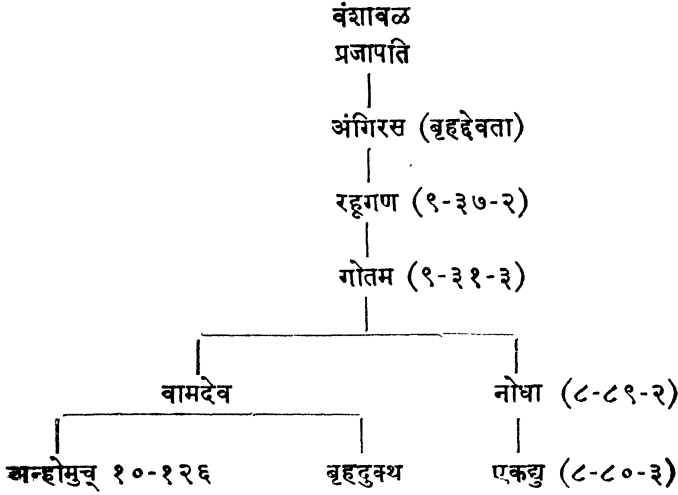 वंशावळ
प्रजापति
अंगिरस (बृहद्देवता)
रहूगण (९-३७-२)
गोतम (९-३१-३)
वामदेव नोधा (८-८९-२)
अन्होमुच् १०-१२६ बृहदुक्थ एकद्यु (८-८०-३)